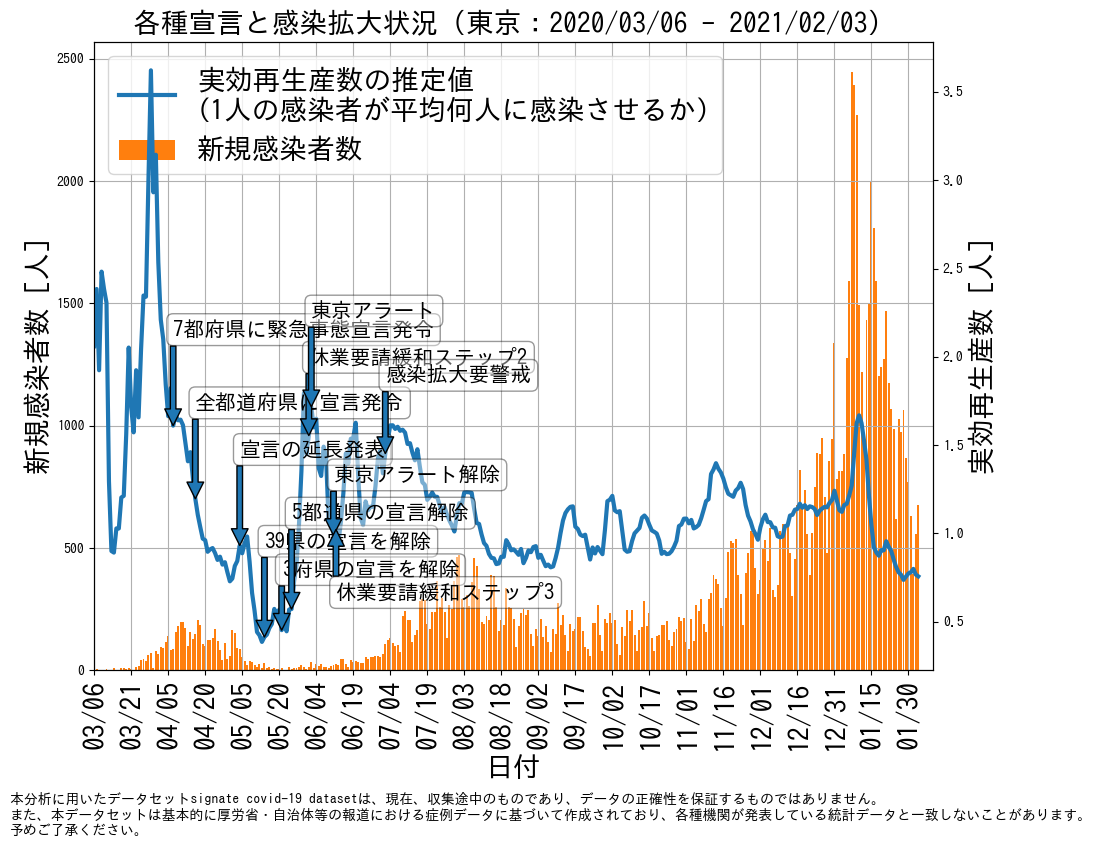 各種宣言と感染拡大状況 (東京：2020/03/06 - 2021/02/03)
実効再生産数の推定値
(1人の感染者が平均何人に感染させるか)
新規感染者数
新規感染者数 [人]
2500
2000
1500
1000
500
0
実効再生産数 [人]
3.5
3.0
2.5
2.0
1.5
1.0
0.5
東京アラート
7都府県に緊急事態宣言発令
休業要請緩和ステップ2
感染拡大要警戒
全都道府県に宣言発令
宣言の延長発表
東京アラート解除
5都道県の宣言解除
39県の宣言を解除
3府県の宣言を解除
休業要請緩和ステップ3
03/06
03/21
04/05
04/20
05/05
05/20
06/04
06/19
07/04
07/19
08/03
08/18
09/02
09/17
10/02
10/17
11/01
11/16
12/01
12/16
12/31
01/15
01/30
日付
本分析に用いたデータセットsignate covid-19 datasetは、現在、収集途中のものであり、データの正確性を保証するものではありません。
また、本データセットは基本的に厚労省・自治体等の報道における症例データに基づいて作成されており、各種機関が発表している統計データと一致しないことがあります。
予めご了承ください。